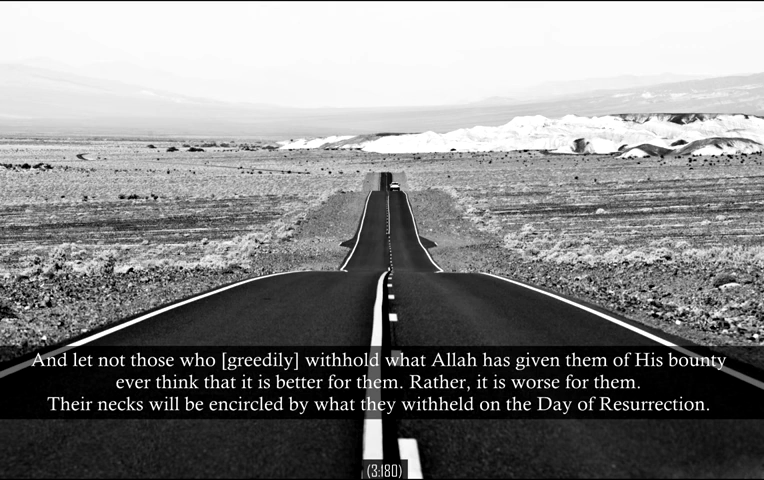 And let not those who [greedily] withhold what Allah has given them of His bounty
ever think that it is better for them. Rather, it is worse for them.
Their necks will be encircled by what they withheld on the Day of Resurrection.
(3:180)